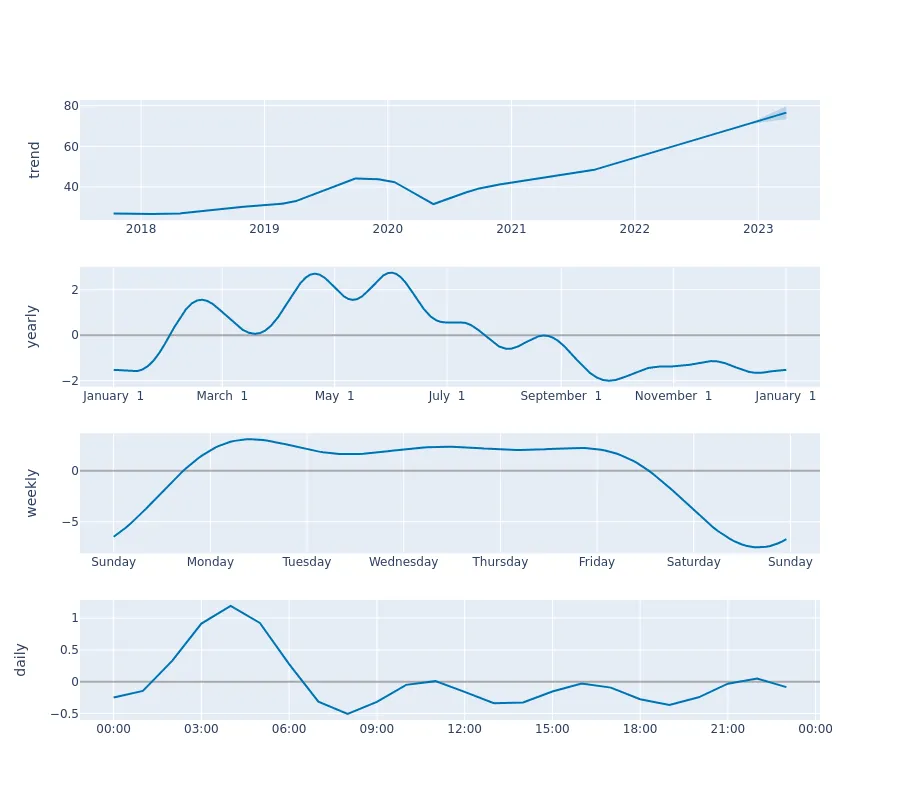 trend
80
60
40
2018 2019 2020 2021 2022 2023
yearly
2
0
−2
January 1 March 1 May 1 July 1 September 1 November 1 January 1
weekly
0
−5
Sunday Monday Tuesday Wednesday Thursday Friday Saturday Sunday
daily
1
0.5
0
−0.5
00:00 03:00 06:00 09:00 12:00 15:00 18:00 21:00 00:00